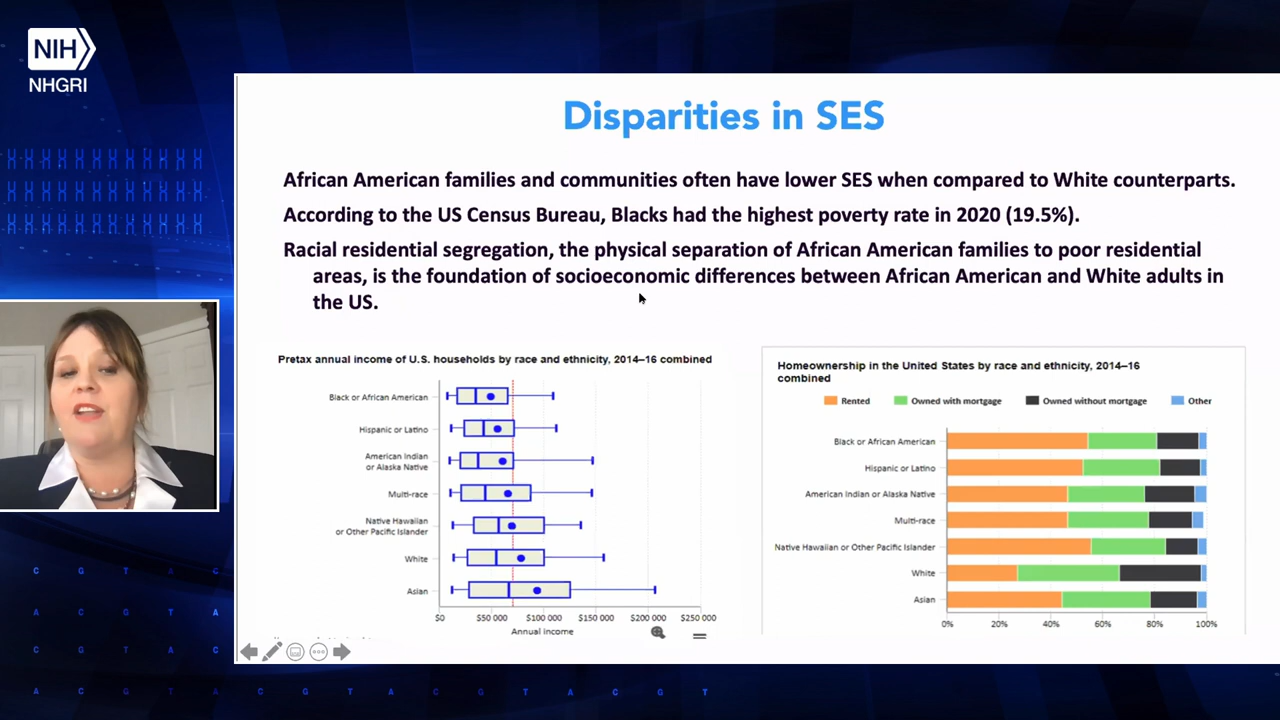 NIH
NHGRI
Disparities in SES
African American families and communities often have lower SES when compared to White counterparts.
According to the US Census Bureau, Blacks had the highest poverty rate in 2020 (19.5%).
Racial residential segregation, the physical separation of African American families to poor residential
areas, is the foundation of socioeconomic differences between African American and White adults in
the US.
Pretax annual income of U.S. households by race and ethnicity, 2014–16 combined
Black or African American
Hispanic or Latino
American Indian
or Alaska Native
Multi-race
Native Hawaiian
or Other Pacific Islander
White
Asian
$0 $50 000 $100 000 $150 000 $200 000 $250 000
Annual income
Homeownership in the United States by race and ethnicity, 2014–16
combined
Rented Owned with mortgage Owned without mortgage Other
Black or African American
Hispanic or Latino
American Indian or Alaska Native
Multi-race
Native Hawaiian or Other Pacific Islander
White
Asian
0% 20% 40% 60% 80% 100%
C G T A C
A C G T A
C G T A C
A C G T A C G T A C G T A C G T